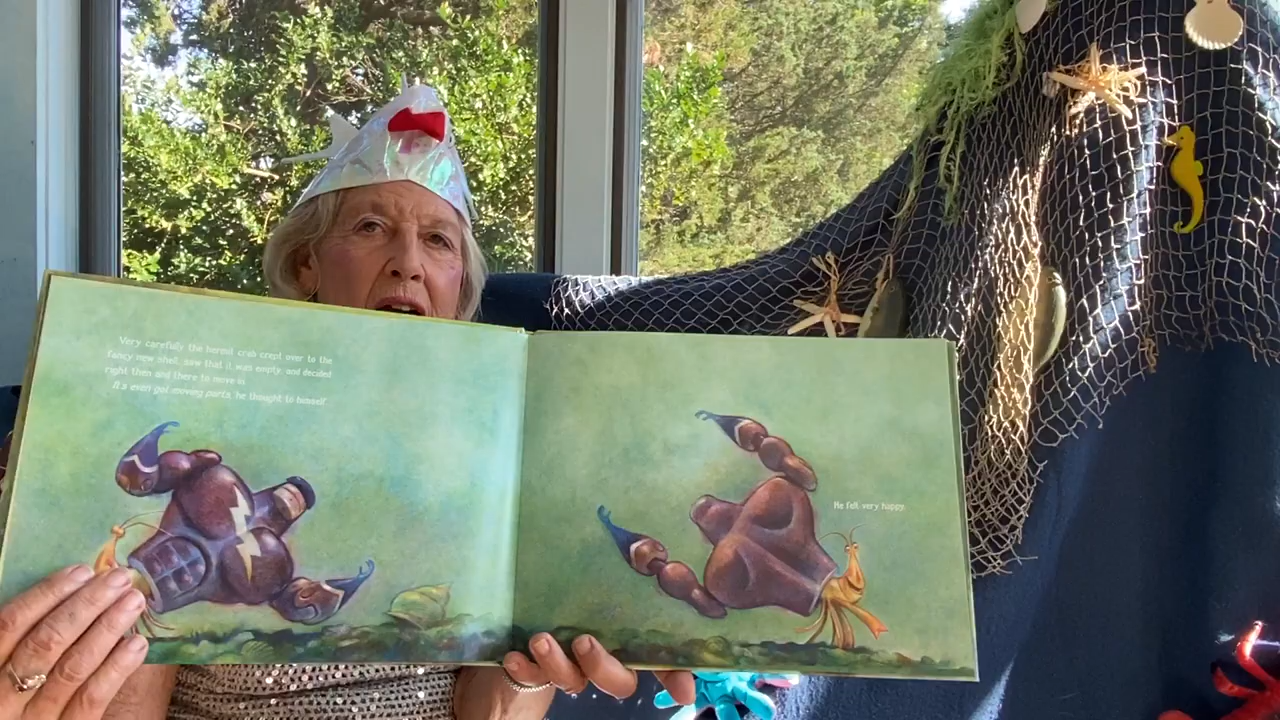 Very carefully the hermit crab crept over to the
fancy new shell, saw that it was empty, and decided
right then and there to move in.
It's even got moving parts, he thought to himself.
He felt very happy.